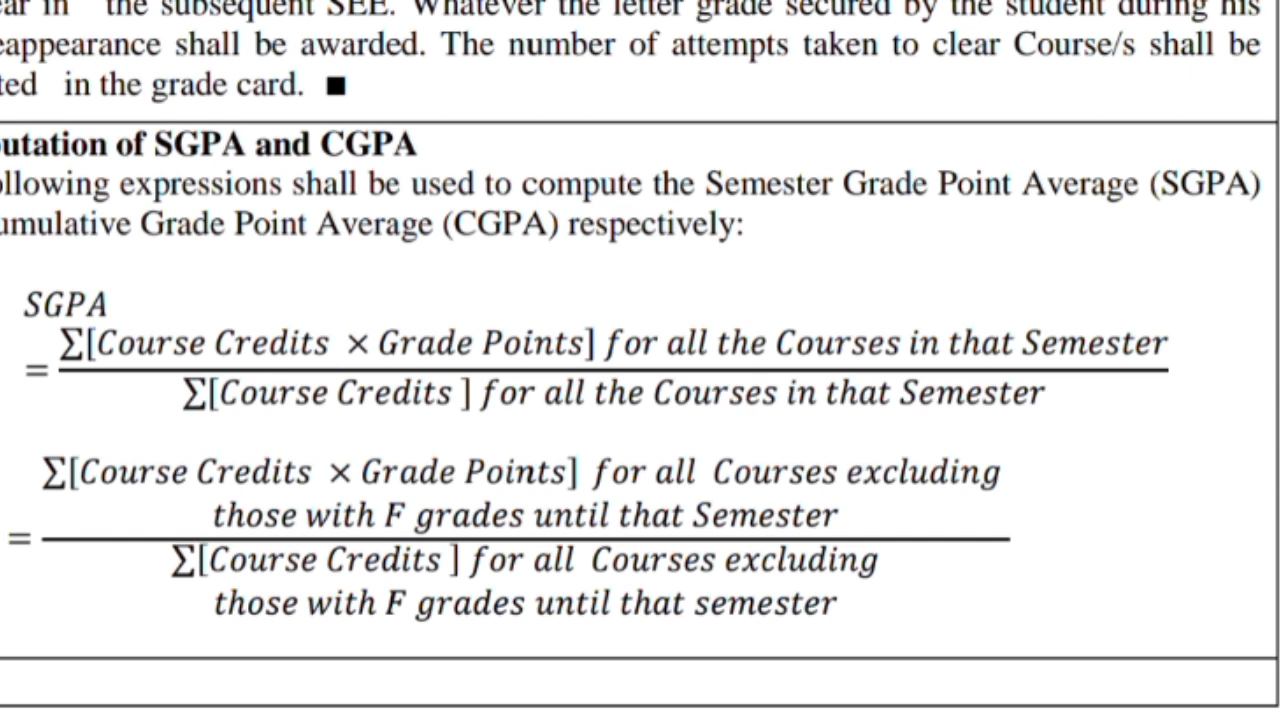 ar in the subsequent SEE. Whatever the letter grade secured by the student during his
eappearance shall be awarded. The number of attempts taken to clear Course/s shall be
ted in the grade card. ■
utation of SGPA and CGPA
ollowing expressions shall be used to compute the Semester Grade Point Average (SGPA)
umulative Grade Point Average (CGPA) respectively:
SGPA
∑[Course Credits × Grade Points] for all the Courses in that Semester
=
∑[Course Credits ] for all the Courses in that Semester
∑[Course Credits × Grade Points] for all Courses excluding
those with F grades until that Semester
=
∑[Course Credits ] for all Courses excluding
those with F grades until that semester